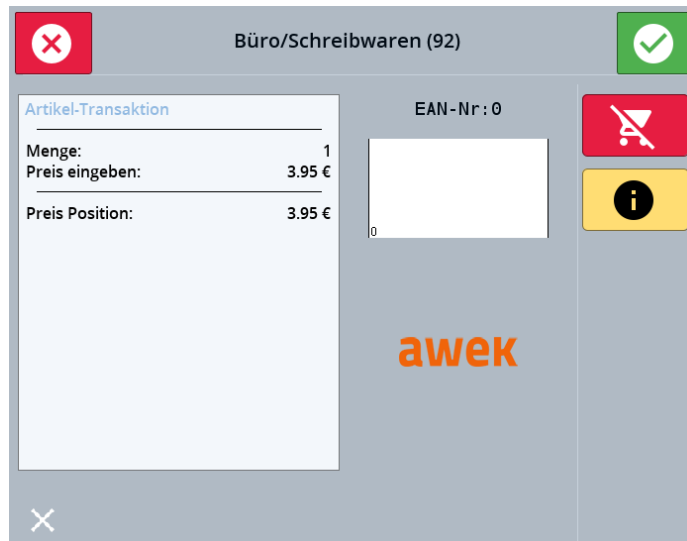 Büro/Schreibwaren (92)
Artikel-Transaktion
Menge: 1
Preis eingeben: 3.95 €
Preis Position: 3.95 €
EAN-Nr:0
0
i
awek